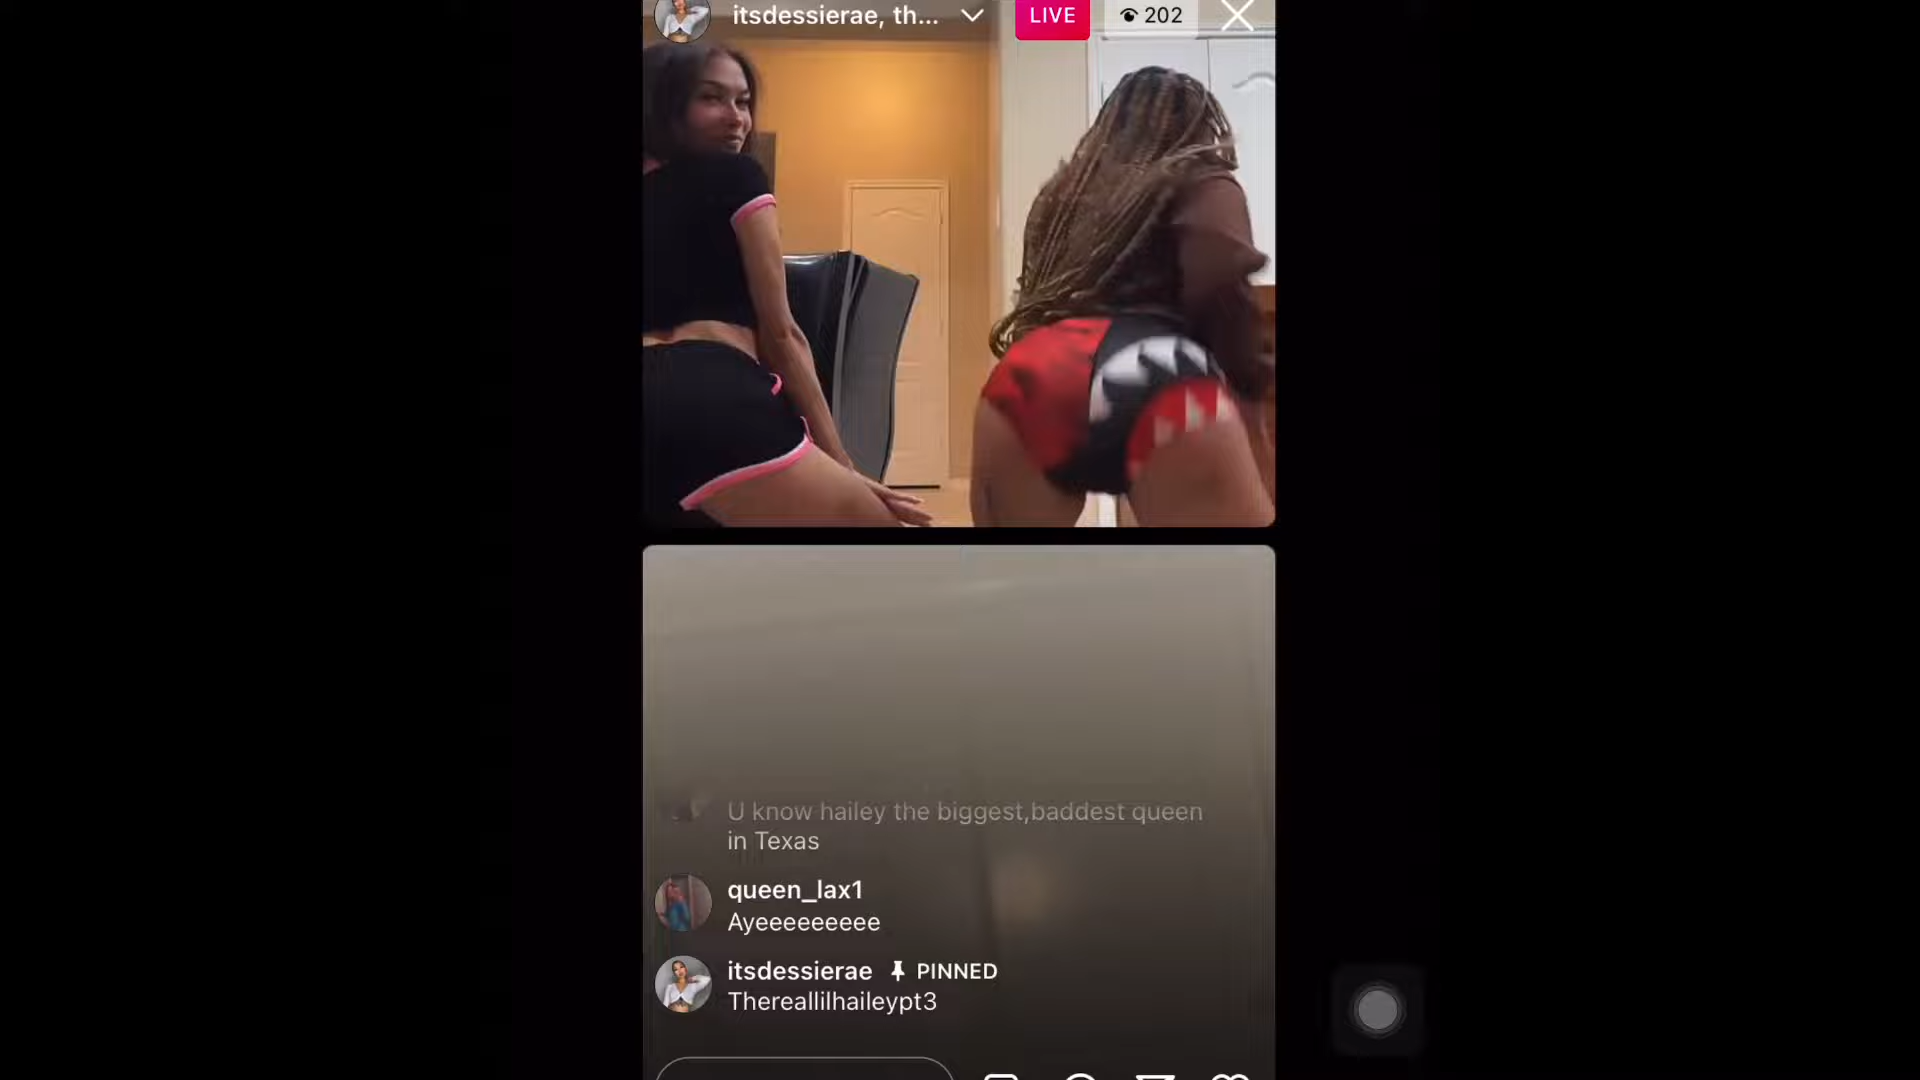 itsdessierae, th...
LIVE
202
U know hailey the biggest,baddest queen
in Texas
queen_lax1
Ayeeeeeeeee
itsdessierae PINNED
Thereallilhaileypt3